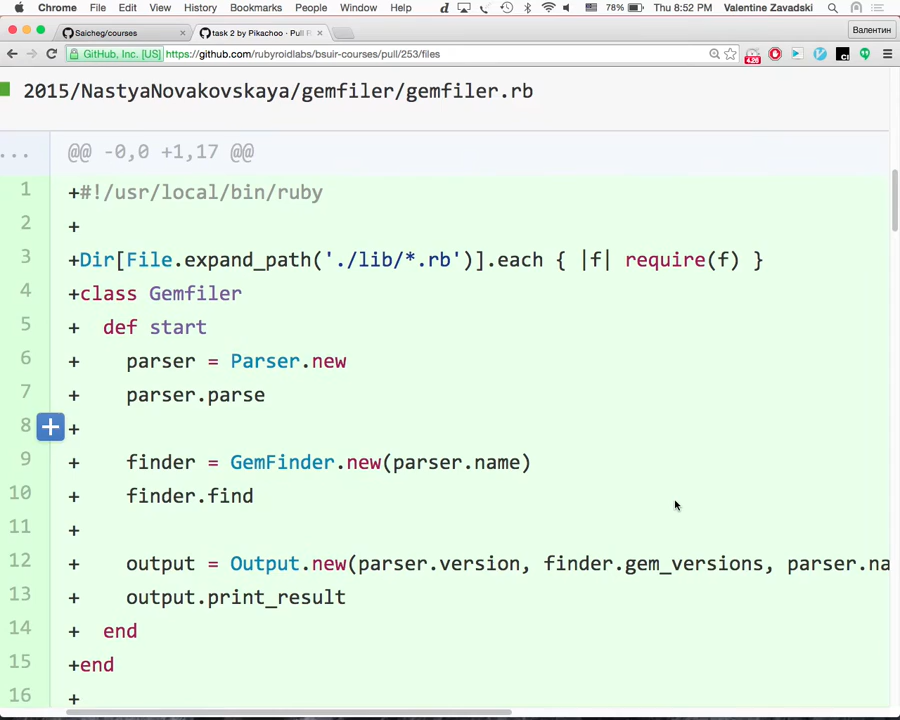 Chrome File Edit View History Bookmarks People Window Help 78% Thu 8:52 PM Valentine Zavadski
Saicheg/courses × task 2 by Pikachoo · Pull R × Валентин
GitHub, Inc. [US] https://github.com/rubyroidlabs/bsuir-courses/pull/253/files
2015/NastyaNovakovskaya/gemfiler/gemfiler.rb
... @@ -0,0 +1,17 @@
1 +#!/usr/local/bin/ruby
2 +
3 +Dir[File.expand_path('./lib/*.rb')].each { |f| require(f) }
4 +class Gemfiler
5 + def start
6 + parser = Parser.new
7 + parser.parse
8 +
9 + finder = GemFinder.new(parser.name)
10 + finder.find
11 +
12 + output = Output.new(parser.version, finder.gem_versions, parser.na
13 + output.print_result
14 + end
15 +end
16 +